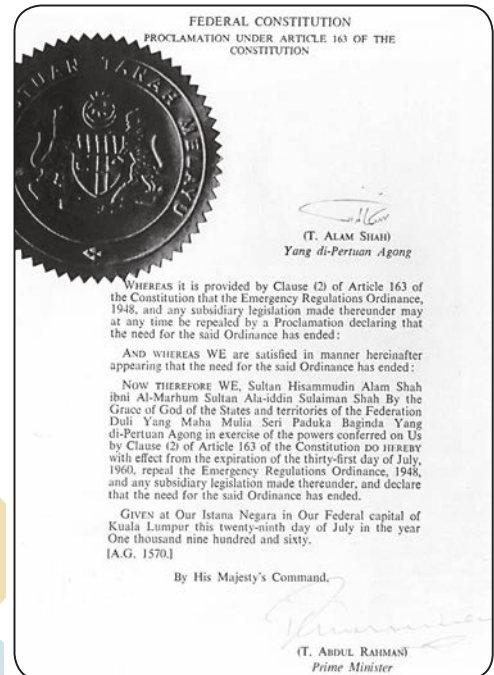 FEDERAL CONSTITUTION
PROCLAMATION UNDER ARTICLE 163 OF THE
CONSTITUTION
TUAN TANAH MELAYU
(T. ALAM SHAH)
Yang di-Pertuan Agong
WHEREAS it is provided by Clause (2) of Article 163 of
the Constitution that the Emergency Regulations Ordinance,
1948, and any subsidiary legislation made thereunder may
at any time be repealed by a Proclamation declaring that
the need for the said Ordinance has ended:
AND WHEREAS WE are satisfied in manner hereinafter
appearing that the need for the said Ordinance has ended:
NOW THEREFORE WE, Sultan Hisammudin Alam Shah
ibni Al-Marhum Sultan Ala-iddin Sulaiman Shah By the
Grace of God of the States and territories of the Federation
Duli Yang Maha Mulia Seri Paduka Baginda Yang
di-Pertuan Agong in exercise of the powers conferred on Us
by Clause (2) of Article 163 of the Constitution DO HEREBY
with effect from the expiration of the thirty-first day of July,
1960, repeal the Emergency Regulations Ordinance, 1948,
and any subsidiary legislation made thereunder, and declare
that the need for the said Ordinance has ended.
GIVEN at Our Istana Negara in Our Federal capital of
Kuala Lumpur this twenty-ninth day of July in the year
One thousand nine hundred and sixty.
[A.G. 1570.]
By His Majesty's Command,
(T. ABDUL RAHMAN)
Prime Minister